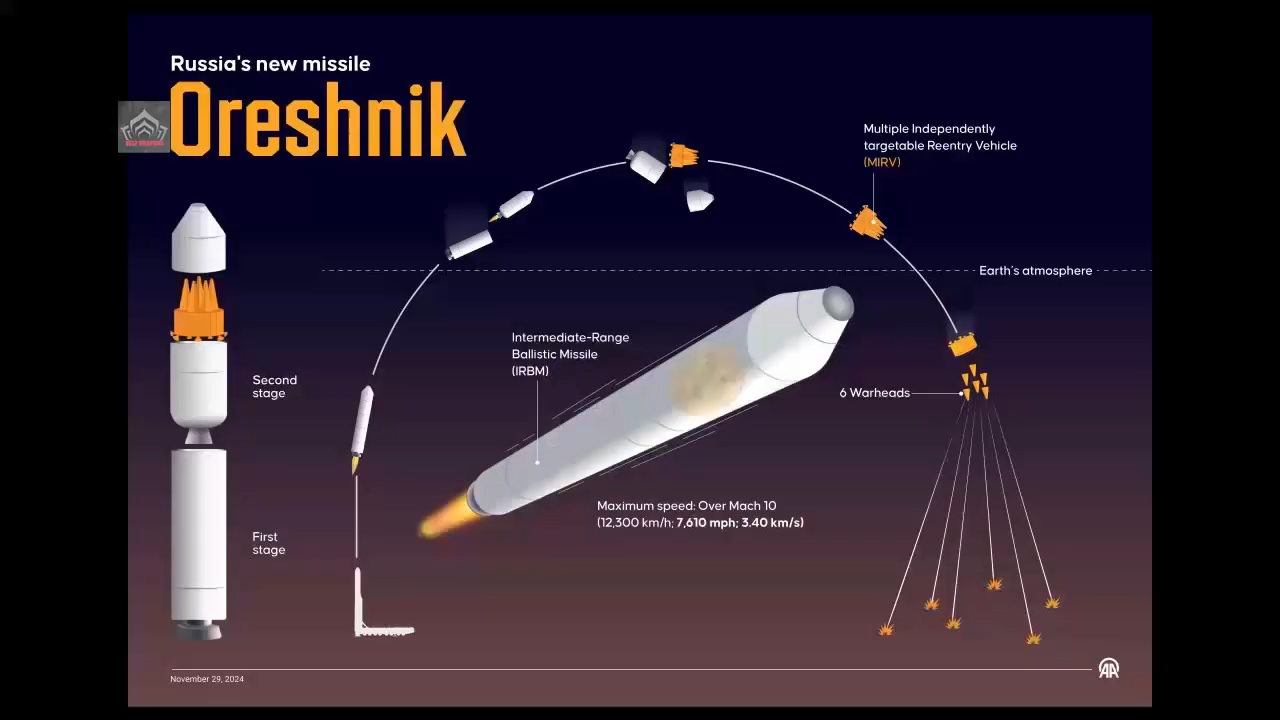 Russia's new missile
Oreshnik
Multiple Independently
targetable Reentry Vehicle
(MIRV)
Earth's atmosphere
Intermediate-Range
Ballistic Missile
(IRBM)
Second
stage
6 Warheads
Maximum speed: Over Mach 10
(12,300 km/h; 7,610 mph; 3.40 km/s)
First
stage
November 29, 2024
AA